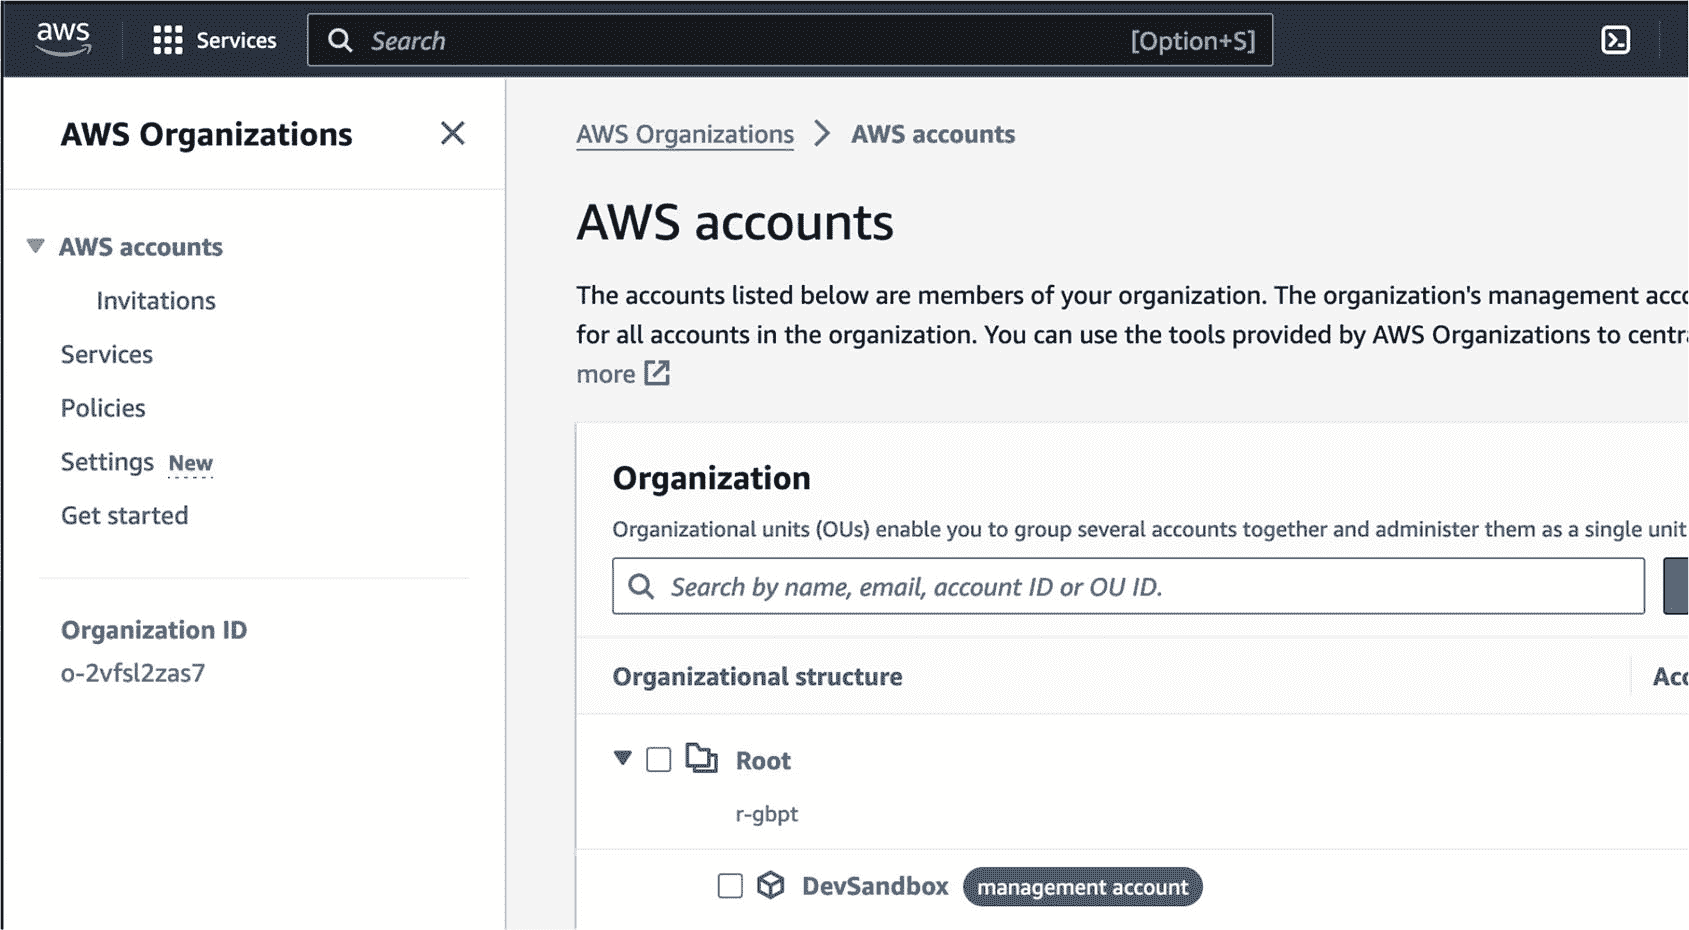 aws
Services
Search
[Option+S]
AWS Organizations
AWS accounts
Invitations
Services
Policies
Settings New
Get started
Organization ID
o-2vfsl2zas7
AWS Organizations > AWS accounts
AWS accounts
The accounts listed below are members of your organization. The organization's management
for all accounts in the organization. You can use the tools provided by AWS Organizations to
more
Organization
Organizational units (OUs) enable you to group several accounts together and administer them as a single unit
Search by name, email, account ID or OU ID.
Organizational structure
Root
r-gbpt
DevSandbox management account